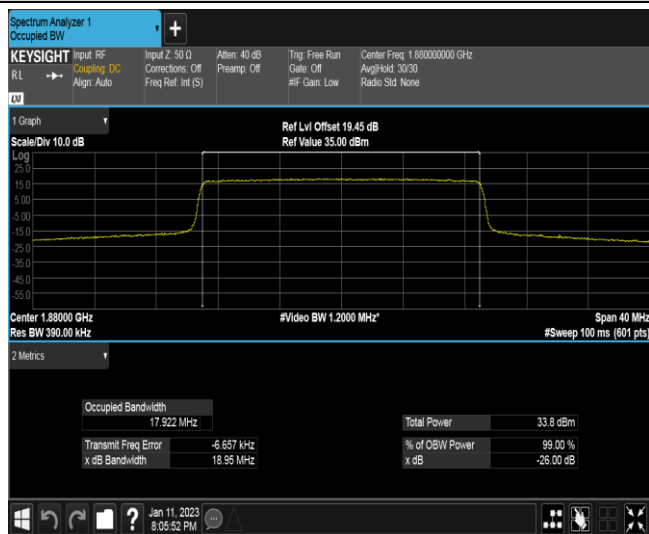 Spectrum Analyzer 1
Occupied BW
+
KEYSIGHT Input: RF Input Z: 50 Ω Atten: 40 dB Trig: Free Run Center Freq: 1.880000000 GHz
RL Coupling: DC Corrections: Off Preamp: Off Gate: Off Avg|Hold: 30/30
Align: Auto Freq Ref: Int (S) #IF Gain: Low Radio Std: None
LXI
1 Graph Ref Lvl Offset 19.45 dB
Scale/Div 10.0 dB Ref Value 35.00 dBm
Log
25.0
15.0
5.00
-5.00
-15.0
-25.0
-35.0
-45.0
-55.0
Center 1.88000 GHz #Video BW 1.2000 MHz* Span 40 MHz
Res BW 390.00 kHz #Sweep 100 ms (601 pts)
2 Metrics
Occupied Bandwidth
17.922 MHz Total Power 33.8 dBm
Transmit Freq Error -6.657 kHz % of OBW Power 99.00 %
x dB Bandwidth 18.95 MHz x dB -26.00 dB
? Jan 11, 2023
8:05:52 PM